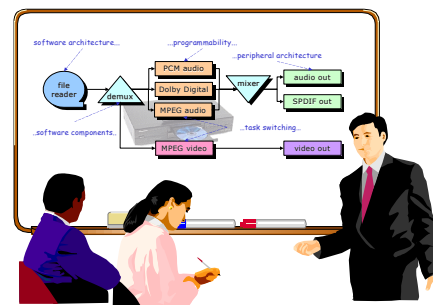 software architecture...
...programmability...
...peripheral architecture
file
reader
demux
PCM audio
Dolby Digital
MPEG audio
mixer
audio out
SPDIF out
..software components..
...task switching...
MPEG video
video out